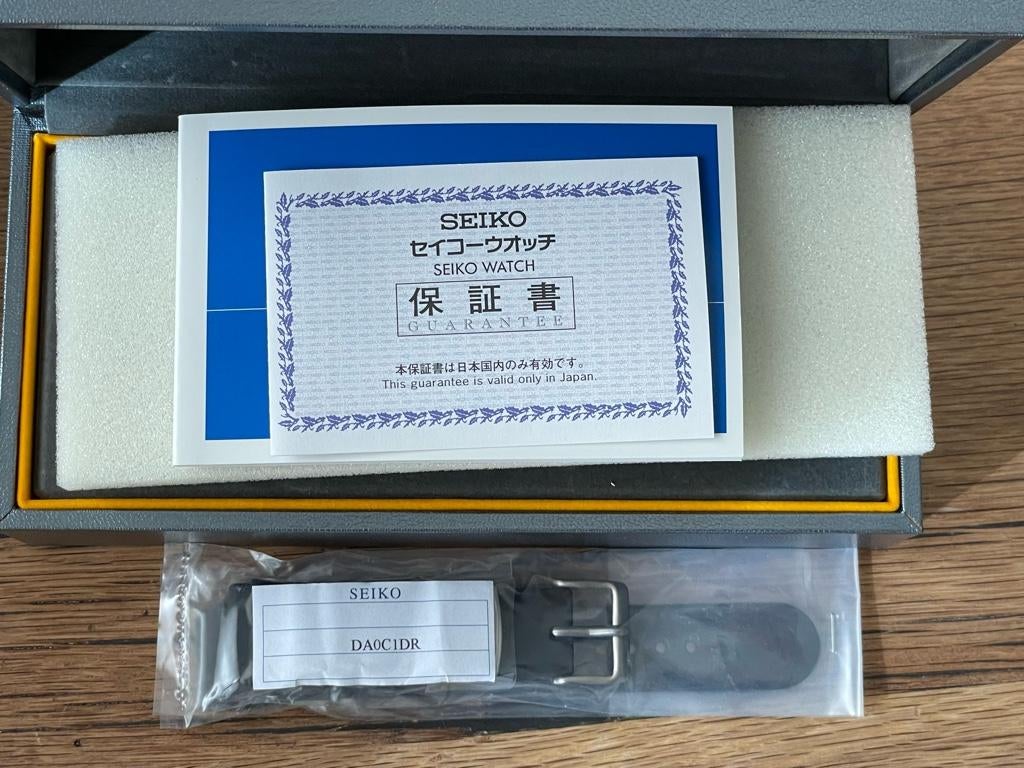 SEIKO
セイコーウオッチ
SEIKO WATCH
保証書
GUARANTEE
本保証書は日本国内のみ有効です。
This guarantee is valid only in Japan.
SEIKO
DA0C1DR